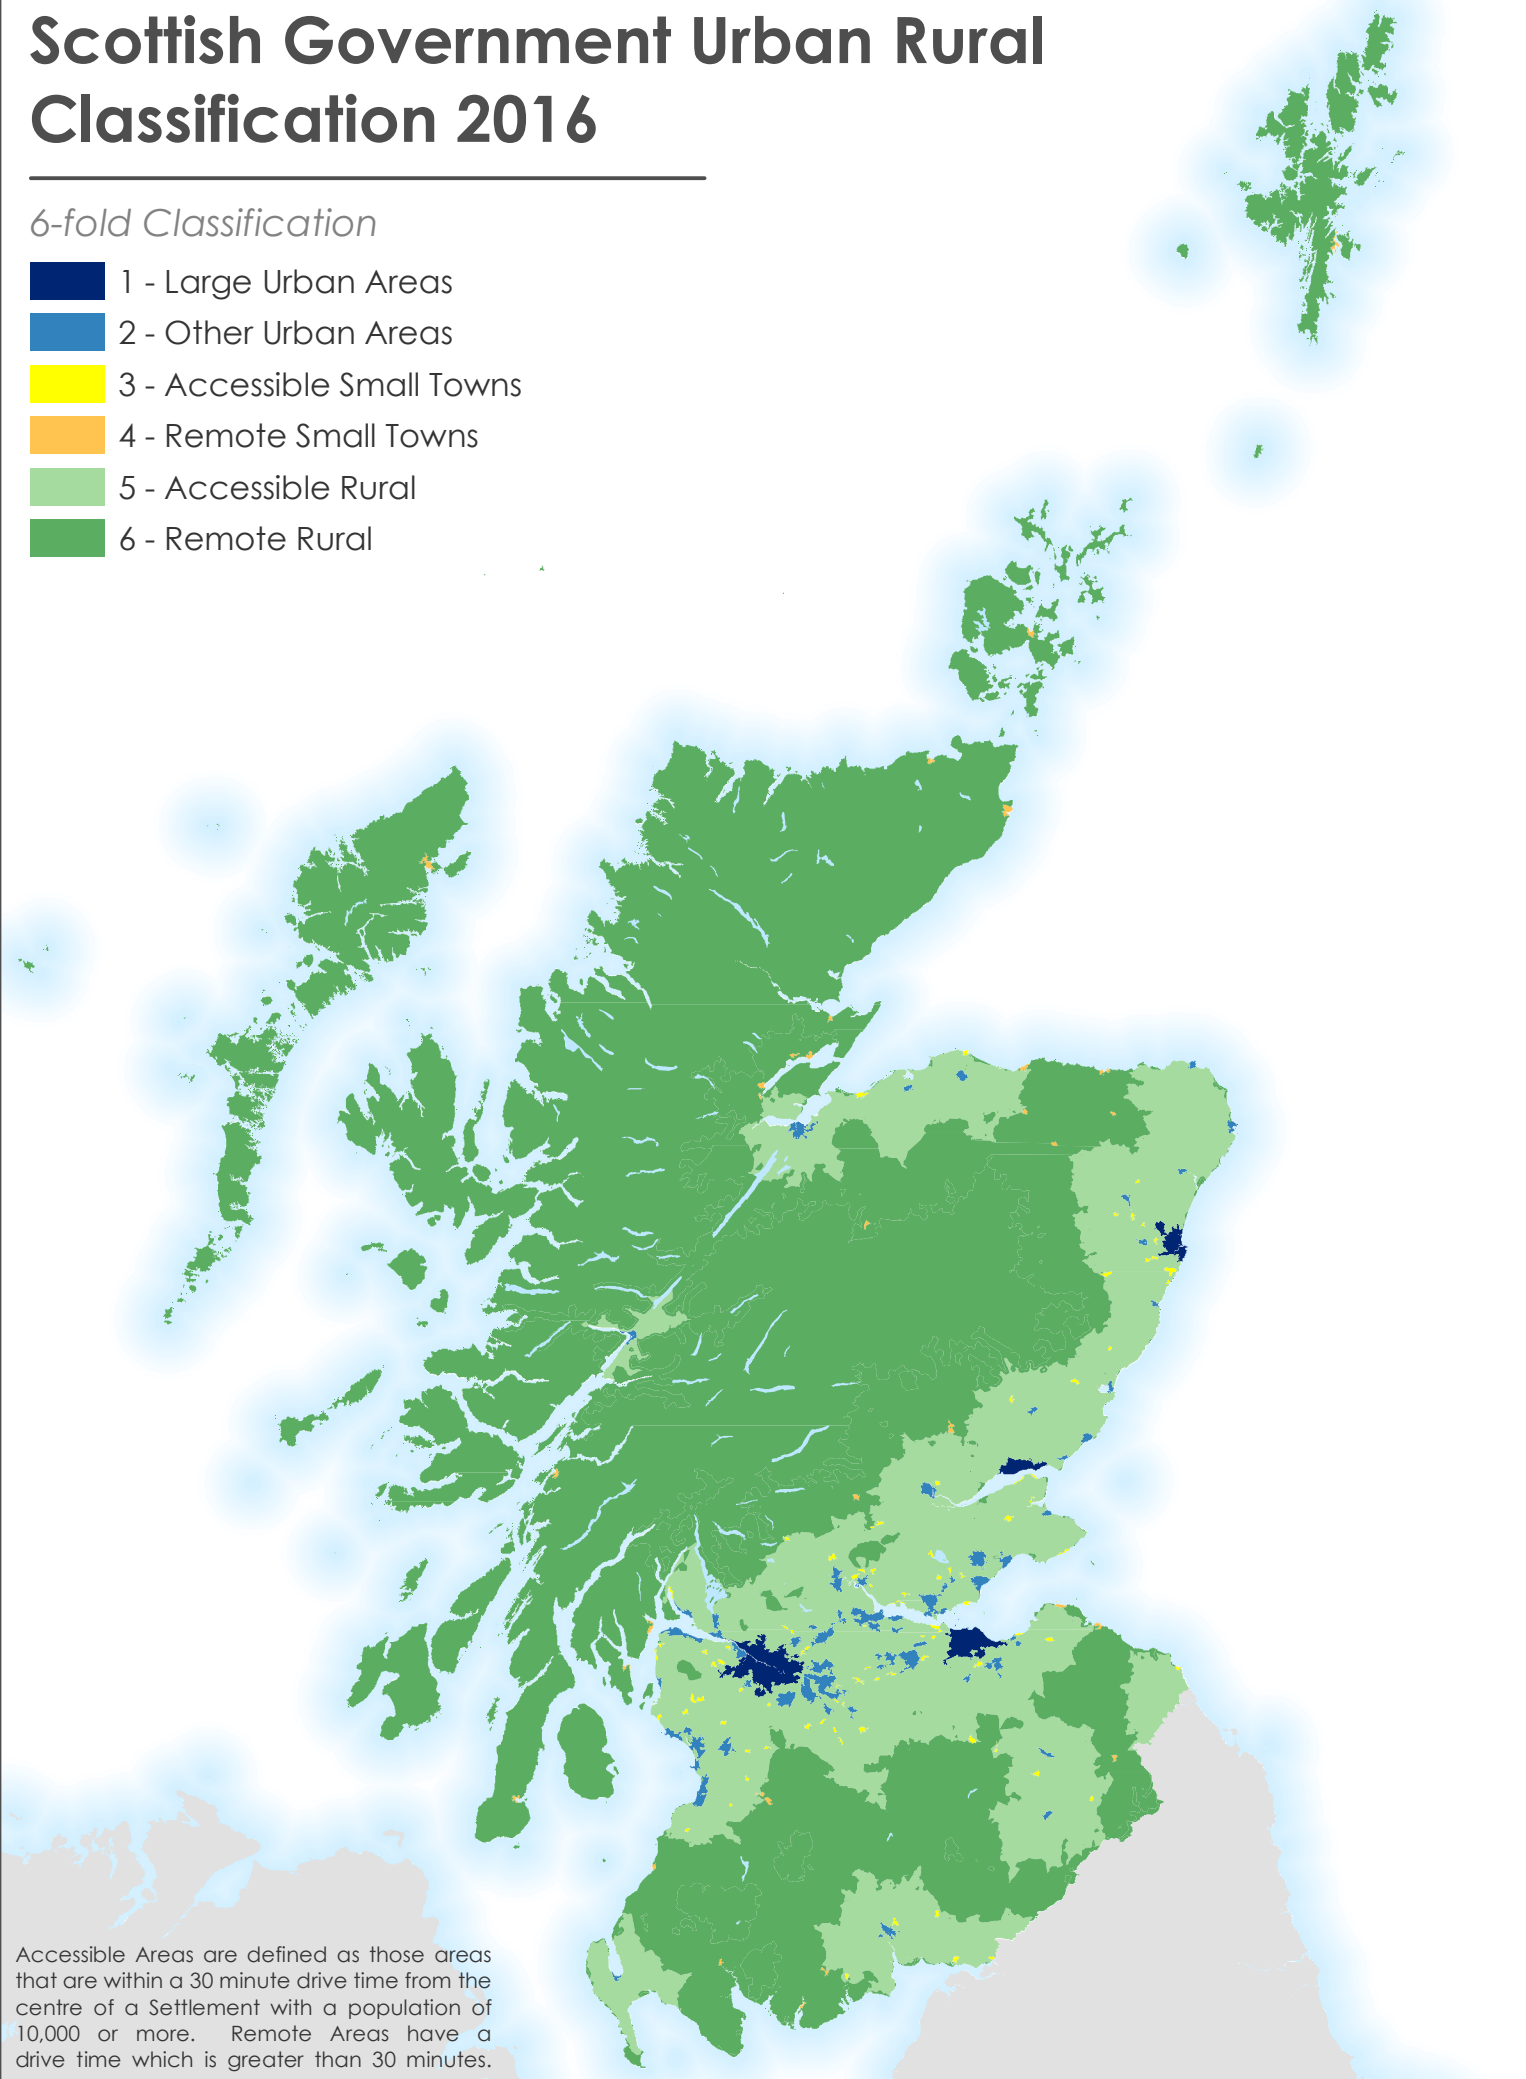 Scottish Government Urban Rural
Classification 2016
6-fold Classification
1 - Large Urban Areas
2 - Other Urban Areas
3 - Accessible Small Towns
4 - Remote Small Towns
5 - Accessible Rural
6 - Remote Rural
Accessible Areas are defined as those areas
that are within a 30 minute drive time from the
centre of a Settlement with a population of
10,000 or more. Remote Areas have a
drive time which is greater than 30 minutes.